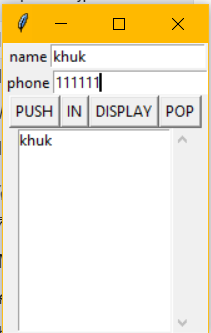 name khuk
phone 111111
PUSH IN DISPLAY POP
khuk